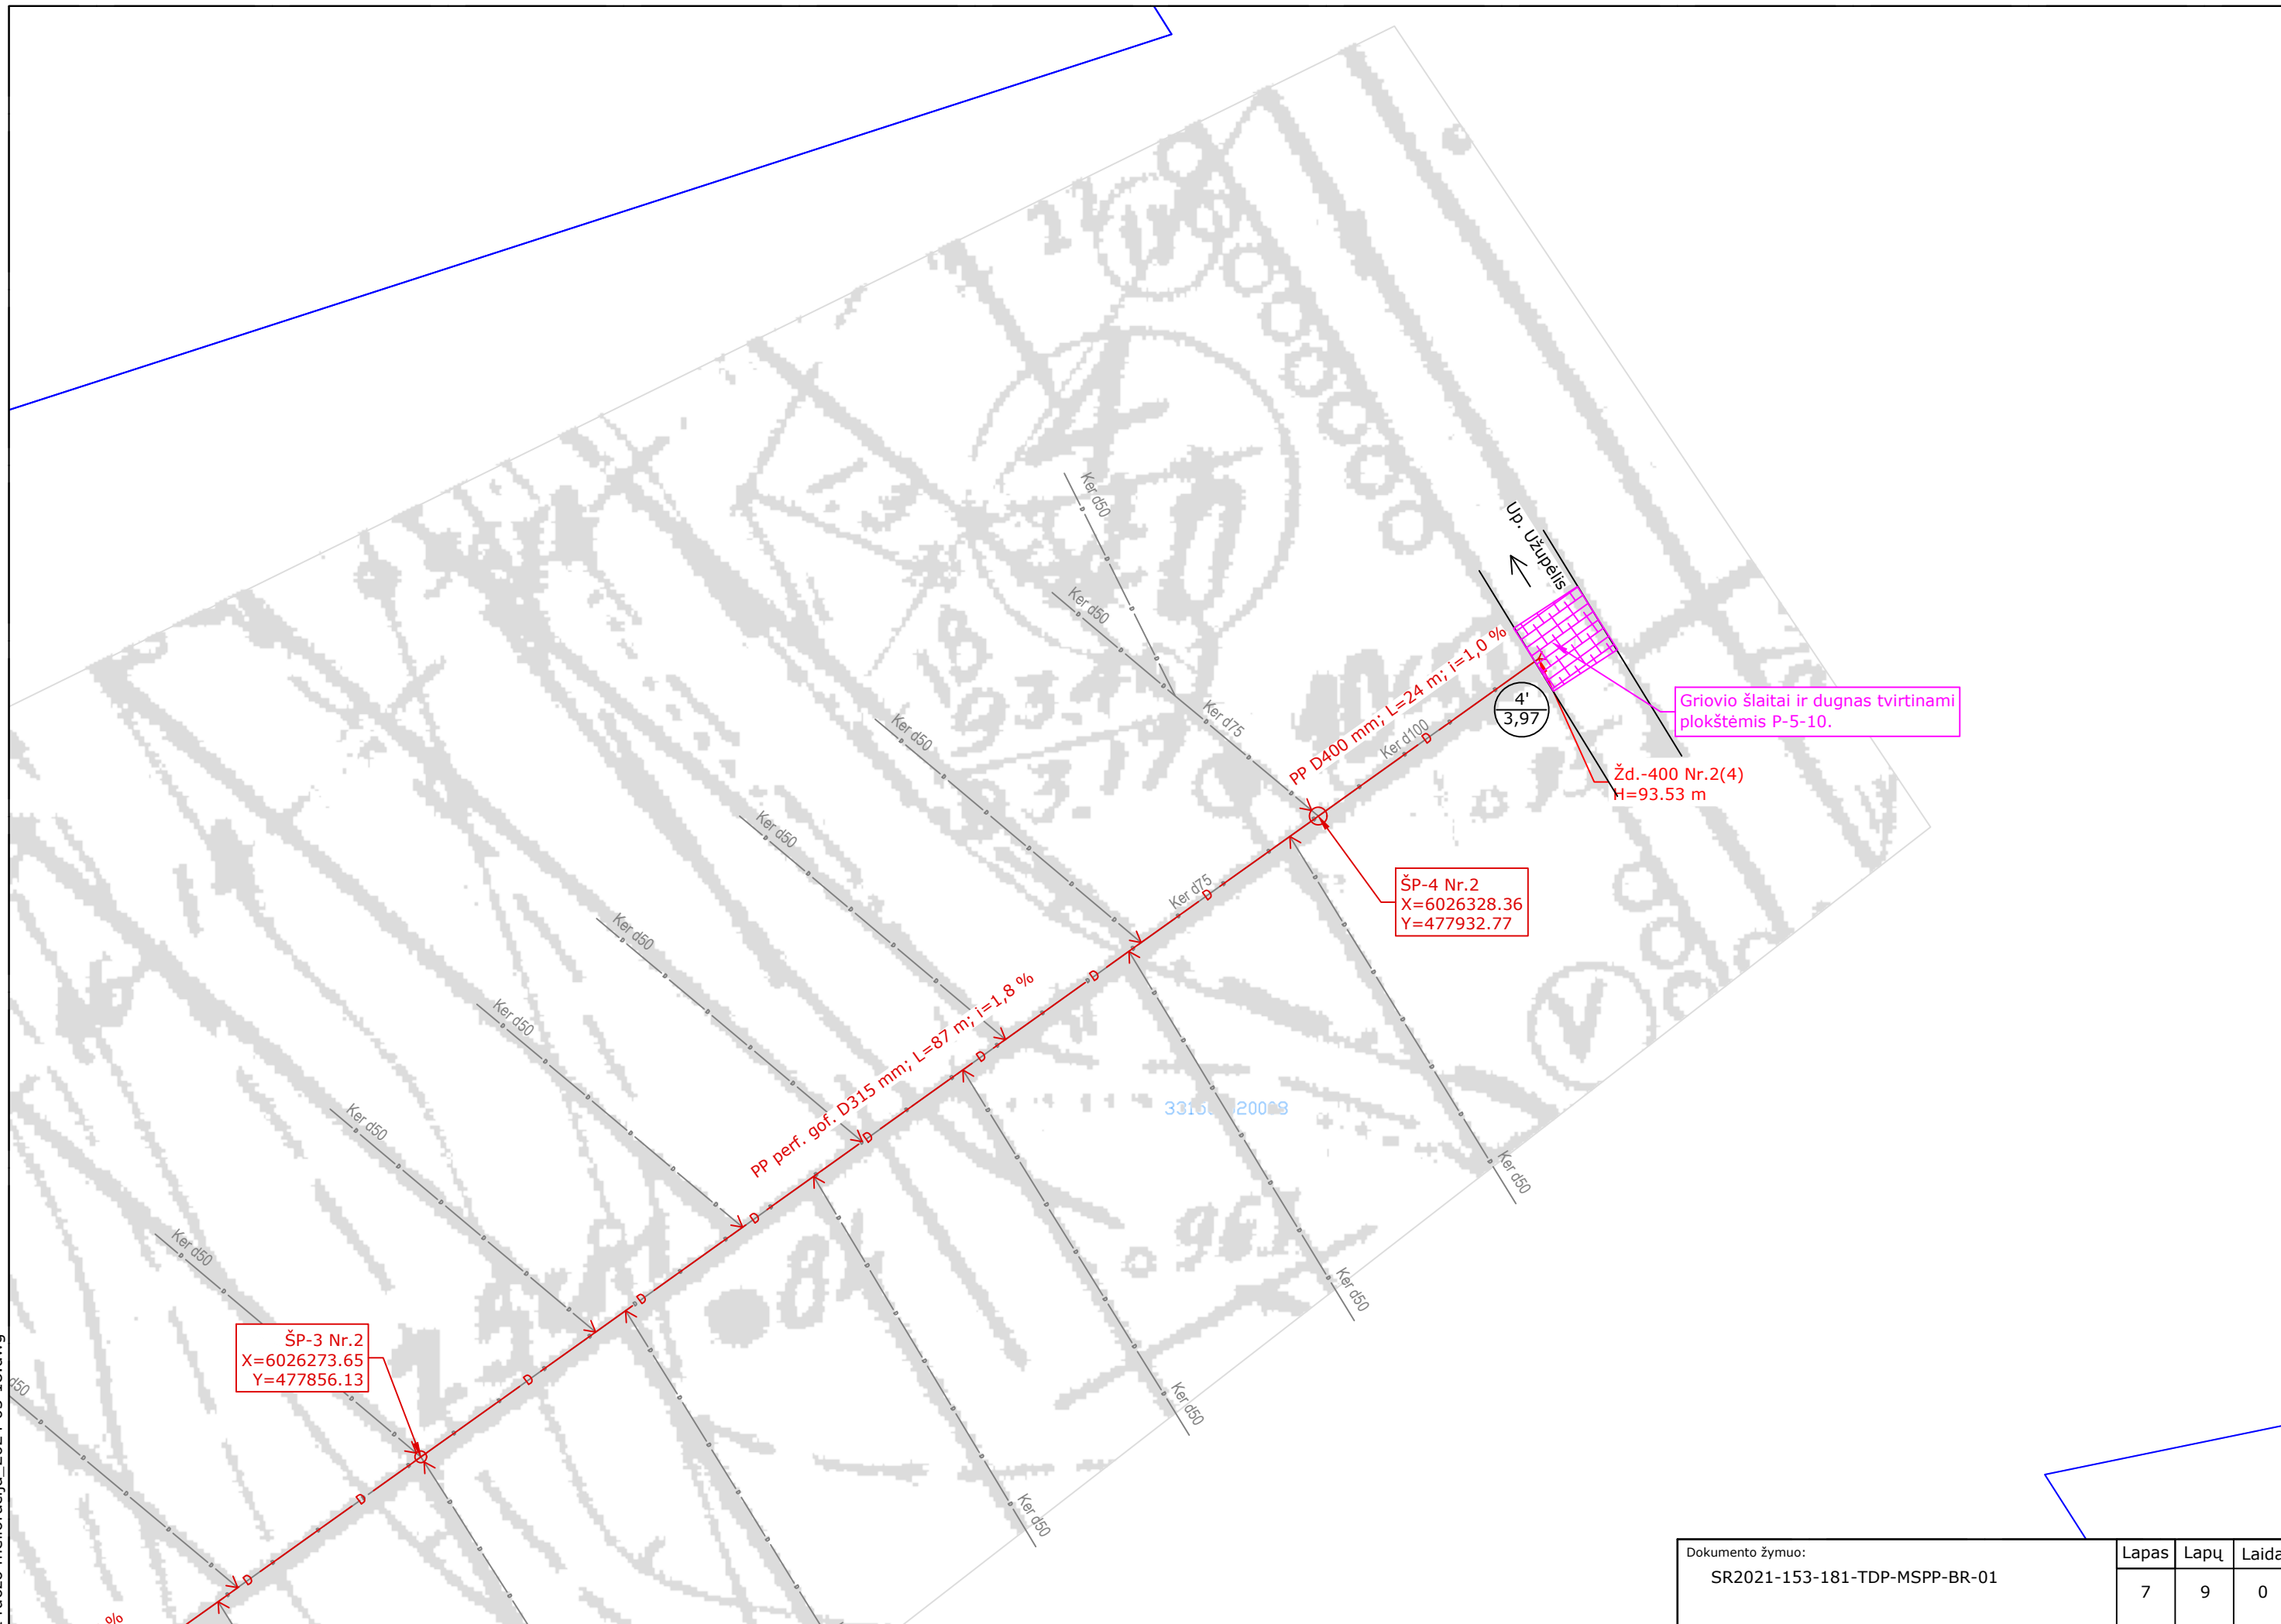 Up. Užupėlis
Ker d50
Ker d50
Ker d75
PP D400 mm; L=24 m; i=1,0 %
Ker d100
4'
3,97
Griovio šlaitai ir dugnas tvirtinami
plokštėmis P-5-10.
Žd.-400 Nr.2(4)
H=93.53 m
ŠP-4 Nr.2
X=6026328.36
Y=477932.77
Ker d50
Ker d50
Ker d50
Ker d50
Ker d50
Ker d50
Ker d75
PP perf. gof. D315 mm; L=87 m; i=1,8 %
Ker d50
Ker d50
Ker d50
Ker d50
ŠP-3 Nr.2
X=6026273.65
Y=477856.13
d50
%
D
D
D
D
D
D
D
D
D
D
D
Dokumento žymuo:
SR2021-153-181-TDP-MSPP-BR-01
Lapas Lapų Laida
7 9 0